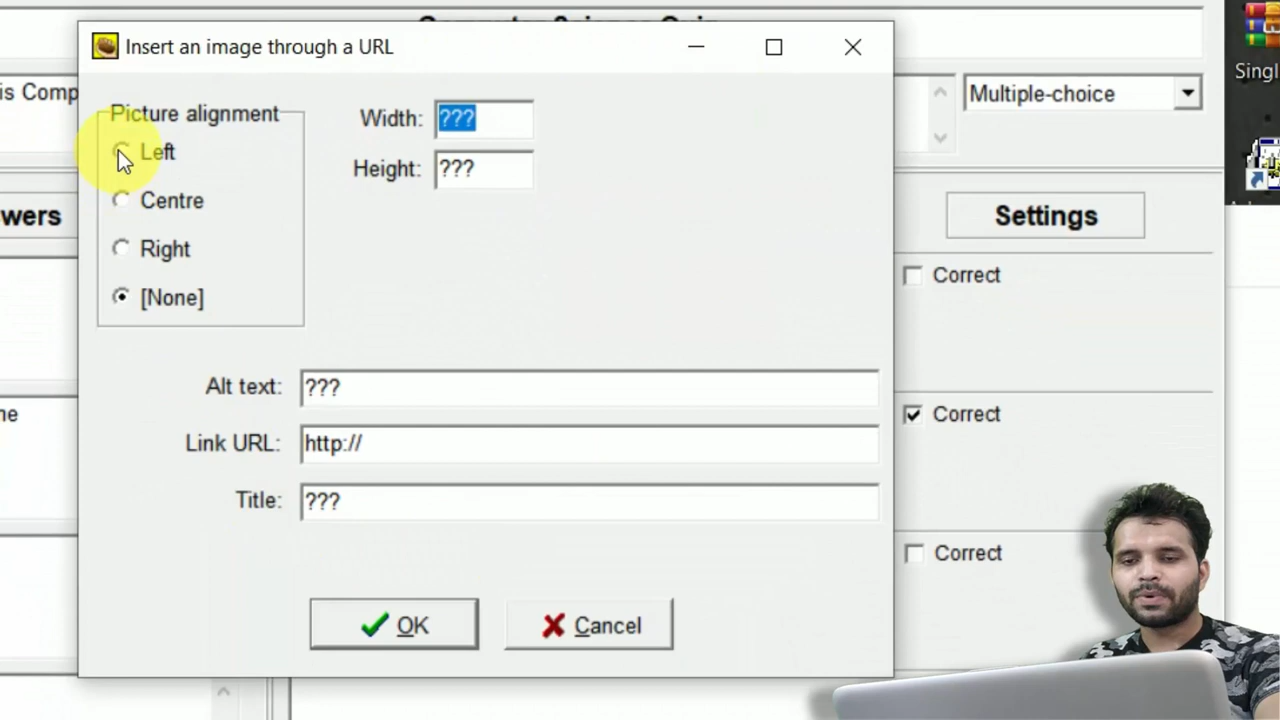 Insert an image through a URL
is Comp
Multiple-choice
Singl
Picture alignment
Left
Centre
Right
[None]
Width: ???
Height: ???
wers
Settings
Correct
Alt text: ???
ne
Correct
Link URL: http://
Title: ???
Correct
OK
Cancel